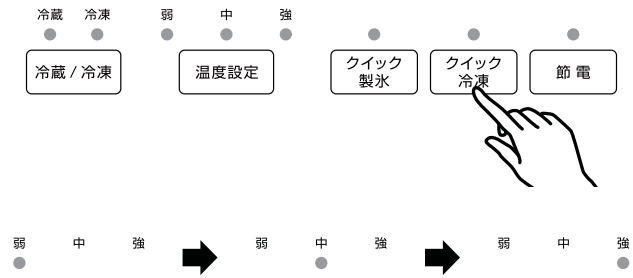 冷蔵 冷凍 弱 中 強
冷蔵 / 冷凍
温度設定
クイック
製氷
クイック
冷凍
節電
弱 中 強 弱 中 強 弱 中 強